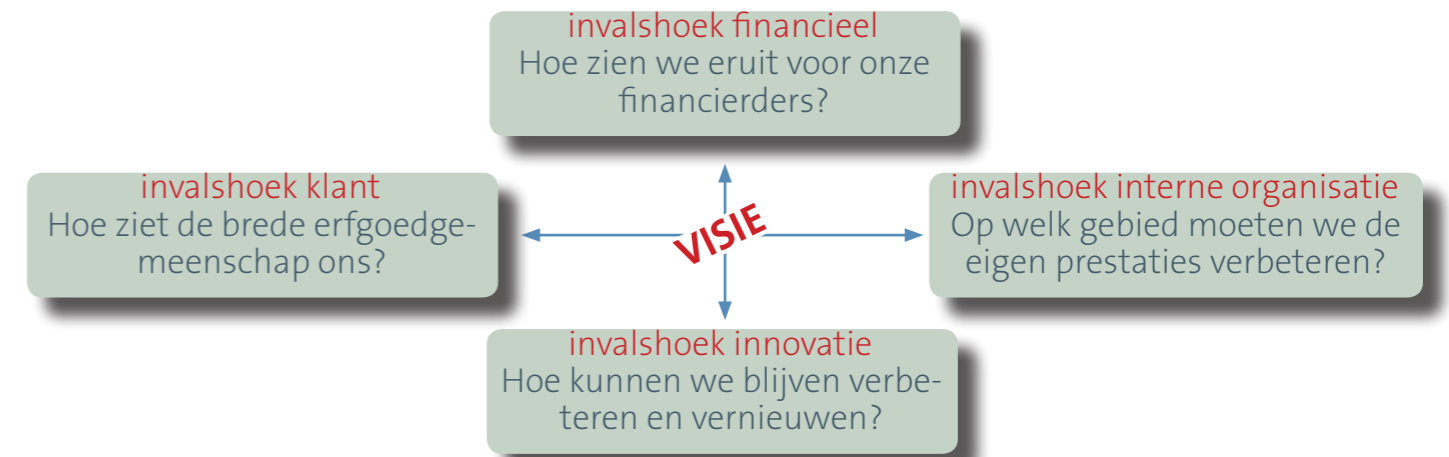 invalshoek financieel
Hoe zien we eruit voor onze
financierders?
invalshoek klant
Hoe ziet de brede erfgoedge-
meenschap ons?
VISIE
invalshoek interne organisatie
Op welk gebied moeten we de
eigen prestaties verbeteren?
invalshoek innovatie
Hoe kunnen we blijven verbe-
teren en vernieuwen?